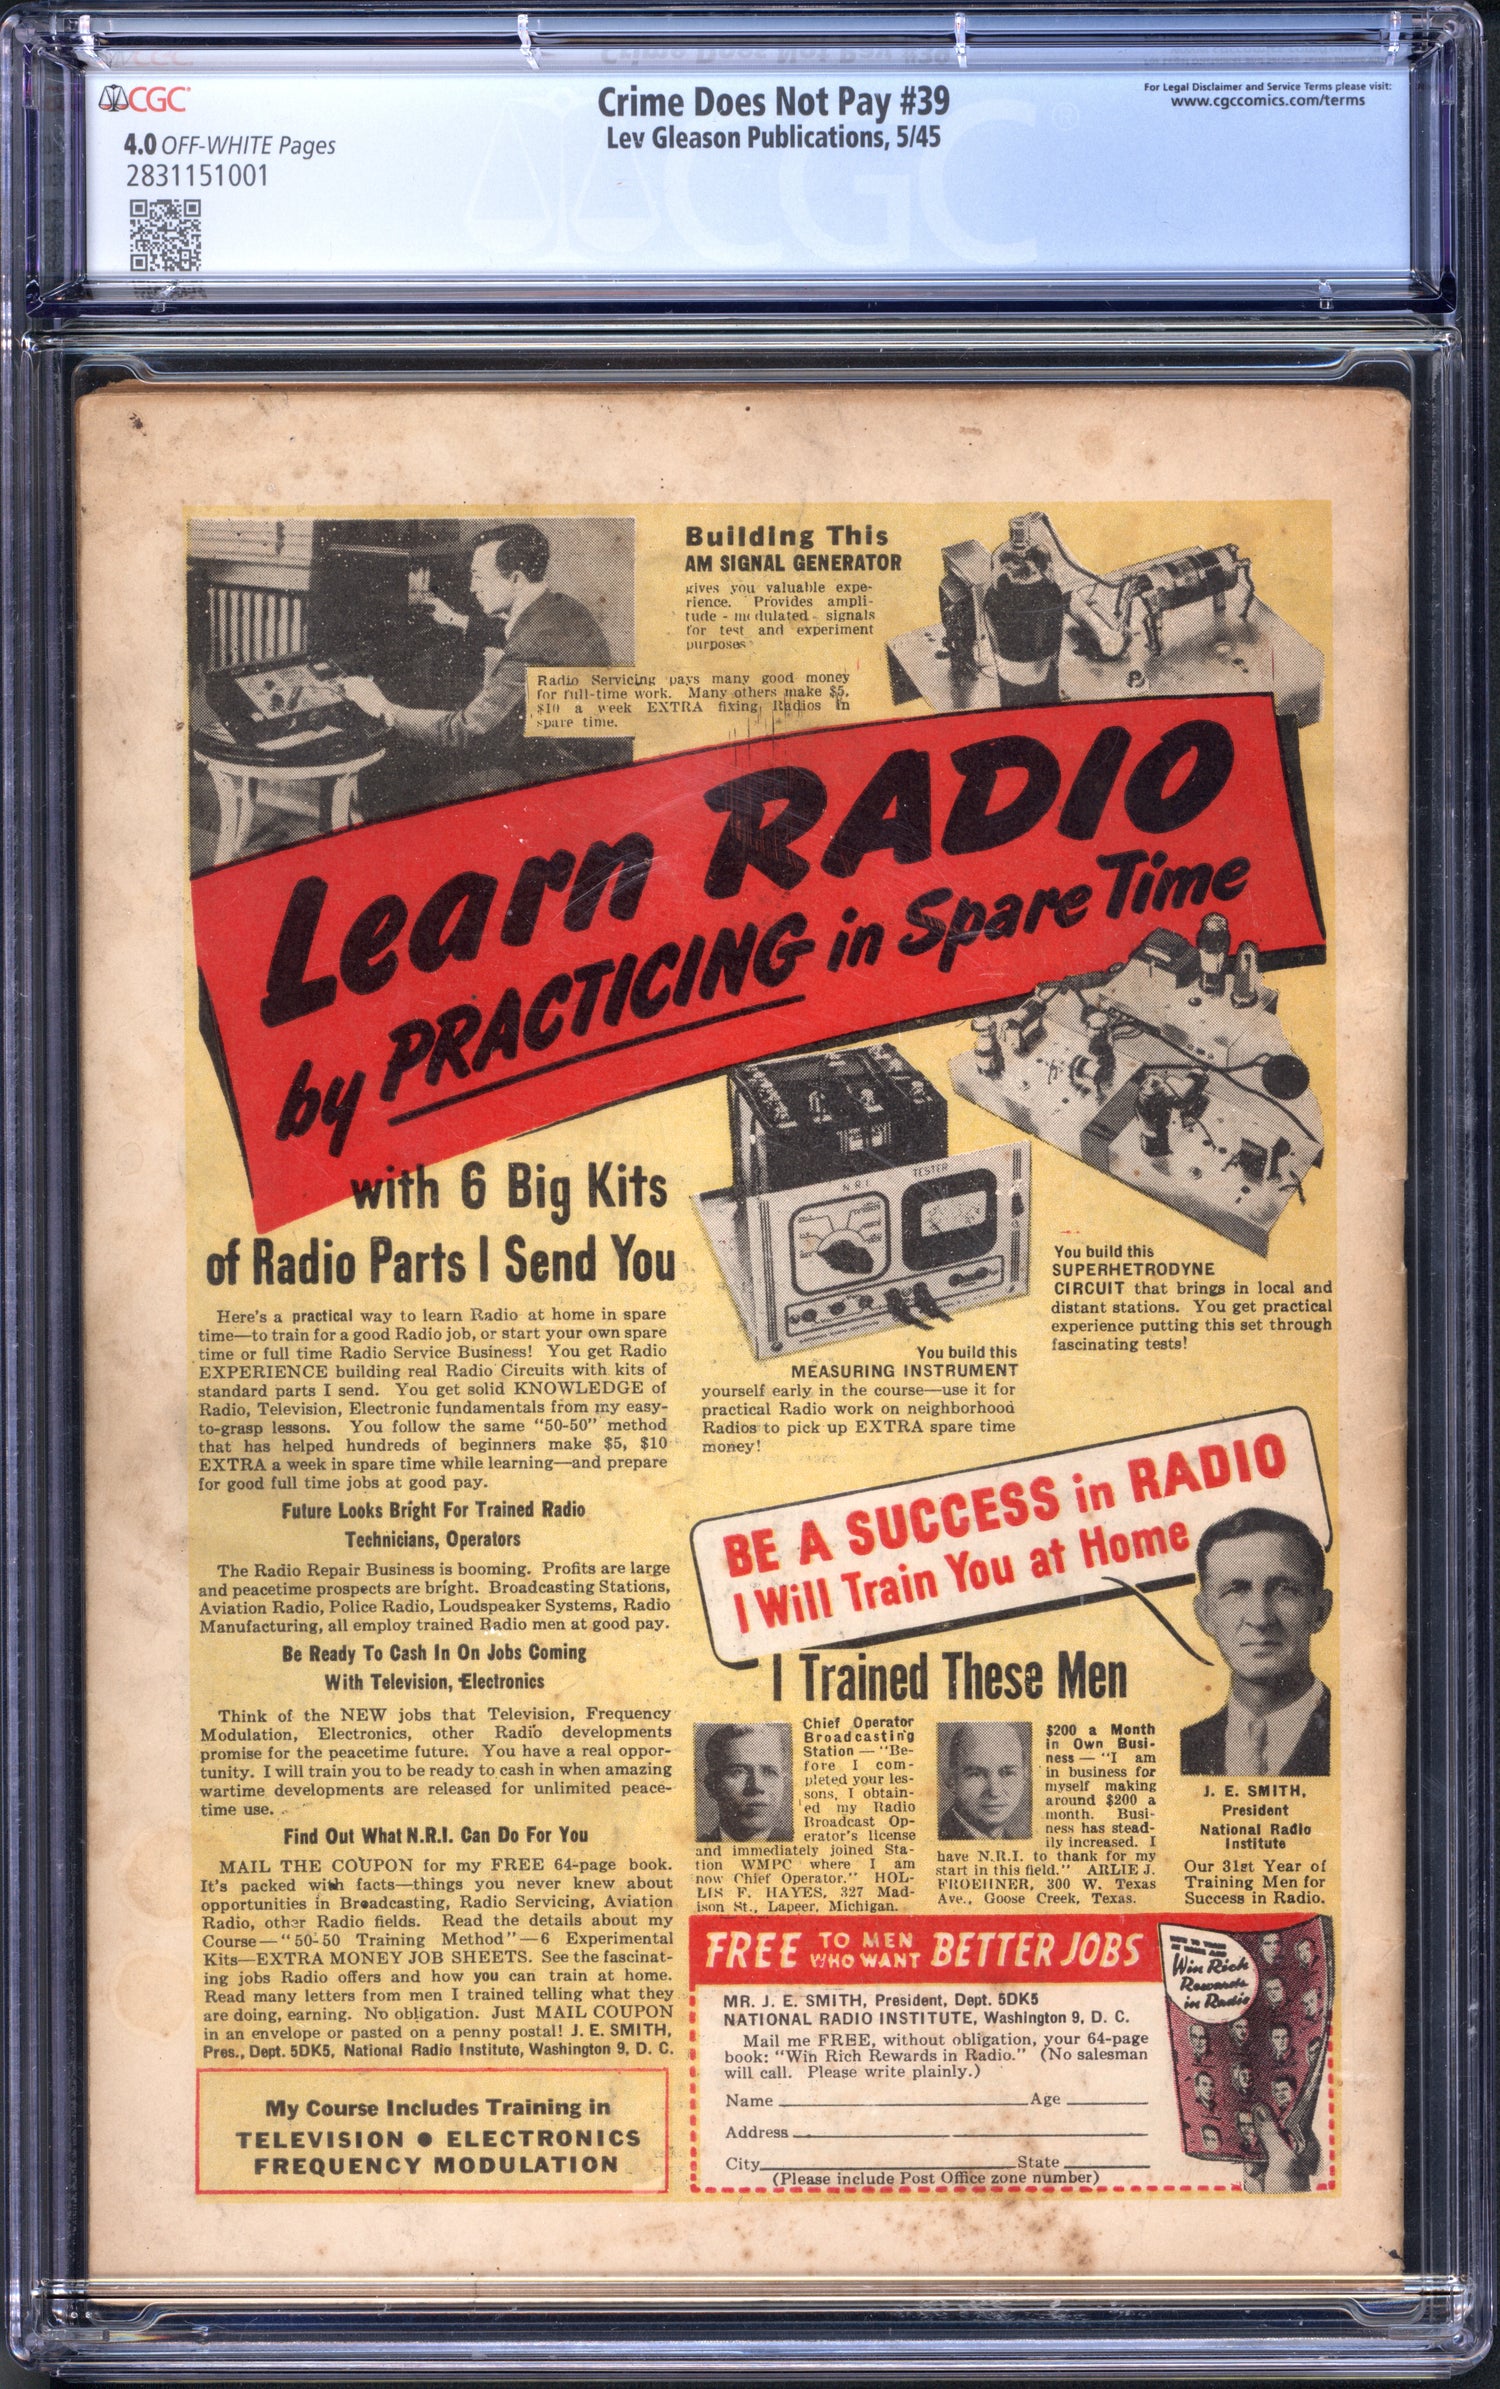 CGC
4.0 OFF-WHITE Pages
2831151001
Crime Does Not Pay #39
Lev Gleason Publications, 5/45
For Legal Disclaimer and Service Terms please visit:
www.cgccomics.com/terms
Building This
AM SIGNAL GENERATOR
gives you valuable expe-
rience. Provides ampli-
tude - modulated - signals
for test and experiment
purposes
Radio Servicing pays many good money
for full-time work. Many others make $5,
$10 a week EXTRA fixing Radios in
spare time.
Learn RADIO
by PRACTICING in Spare Time
with 6 Big Kits
of Radio Parts I Send You
Here's a practical way to learn Radio at home in spare
time—to train for a good Radio job, or start your own spare
time or full time Radio Service Business! You get Radio
EXPERIENCE building real Radio Circuits with kits of
standard parts I send. You get solid KNOWLEDGE of
Radio, Television, Electronic fundamentals from my easy-
to-grasp lessons. You follow the same "50-50" method
that has helped hundreds of beginners make $5, $10
EXTRA a week in spare time while learning—and prepare
for good full time jobs at good pay.
Future Looks Bright For Trained Radio
Technicians, Operators
The Radio Repair Business is booming. Profits are large
and peacetime prospects are bright. Broadcasting Stations,
Aviation Radio, Police Radio, Loudspeaker Systems, Radio
Manufacturing, all employ trained Radio men at good pay.
Be Ready To Cash In On Jobs Coming
With Television, Electronics
Think of the NEW jobs that Television, Frequency
Modulation, Electronics, other Radio developments
promise for the peacetime future. You have a real oppor-
tunity. I will train you to be ready to cash in when amazing
wartime developments are released for unlimited peace-
time use.
Find Out What N.R.I. Can Do For You
MAIL THE COUPON for my FREE 64-page book.
It's packed with facts—things you never knew about
opportunities in Broadcasting, Radio Servicing, Aviation
Radio, other Radio fields. Read the details about my
Course—"50-50 Training Method"—6 Experimental
Kits—EXTRA MONEY JOB SHEETS. See the fascinat-
ing jobs Radio offers and how you can train at home.
Read many letters from men I trained telling what they
are doing, earning. No obligation. Just MAIL COUPON
in an envelope or pasted on a penny postal! J. E. SMITH,
Pres., Dept. 5DK5, National Radio Institute, Washington 9, D. C.
My Course Includes Training in
TELEVISION ● ELECTRONICS
FREQUENCY MODULATION
N.R.I. TESTER
You build this
MEASURING INSTRUMENT
yourself early in the course—use it for
practical Radio work on neighborhood
Radios to pick up EXTRA spare time
money!
You build this
SUPERHETRODYNE
CIRCUIT that brings in local and
distant stations. You get practical
experience putting this set through
fascinating tests!
BE A SUCCESS in RADIO
I Will Train You at Home
I Trained These Men
Chief Operator
Broadcasting
Station — "Be-
fore I com-
pleted your les-
sons, I obtain-
ed my Radio
Broadcast Op-
erator's license
and immediately joined Sta-
tion WMPC where I am
now Chief Operator." HOL-
LIS F. HAYES, 327 Mad-
ison St., Lapeer, Michigan.
$200 a Month
in Own Busi-
ness — "I am
in business for
myself making
around $200 a
month. Busi-
ness has stead-
ily increased. I
have N.R.I. to thank for my
start in this field." ARLIE J.
FROEHNER, 300 W. Texas
Ave., Goose Creek, Texas.
J. E. SMITH,
President
National Radio
Institute
Our 31st Year of
Training Men for
Success in Radio.
FREE TO MEN WHO WANT BETTER JOBS
MR. J. E. SMITH, President, Dept. 5DK5
NATIONAL RADIO INSTITUTE, Washington 9, D. C.
Mail me FREE, without obligation, your 64-page
book: "Win Rich Rewards in Radio." (No salesman
will call. Please write plainly.)
Name Age
Address
City State
(Please include Post Office zone number)
Win Rich
Rewards
in Radio